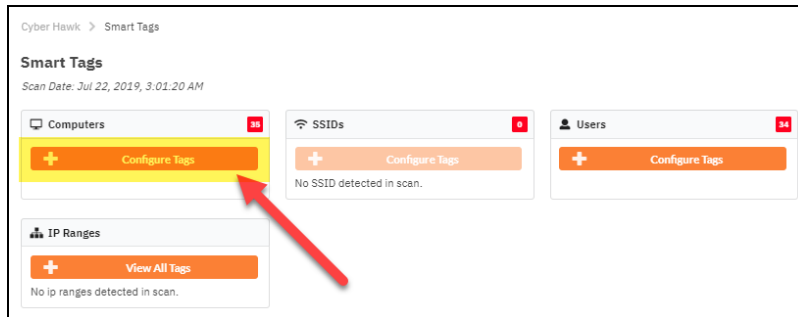 Cyber Hawk > Smart Tags
Smart Tags
Scan Date: Jul 22, 2019, 3:01:20 AM
Computers 35
Configure Tags
SSIDs 0
Configure Tags
No SSID detected in scan.
Users 34
Configure Tags
IP Ranges
View All Tags
No ip ranges detected in scan.